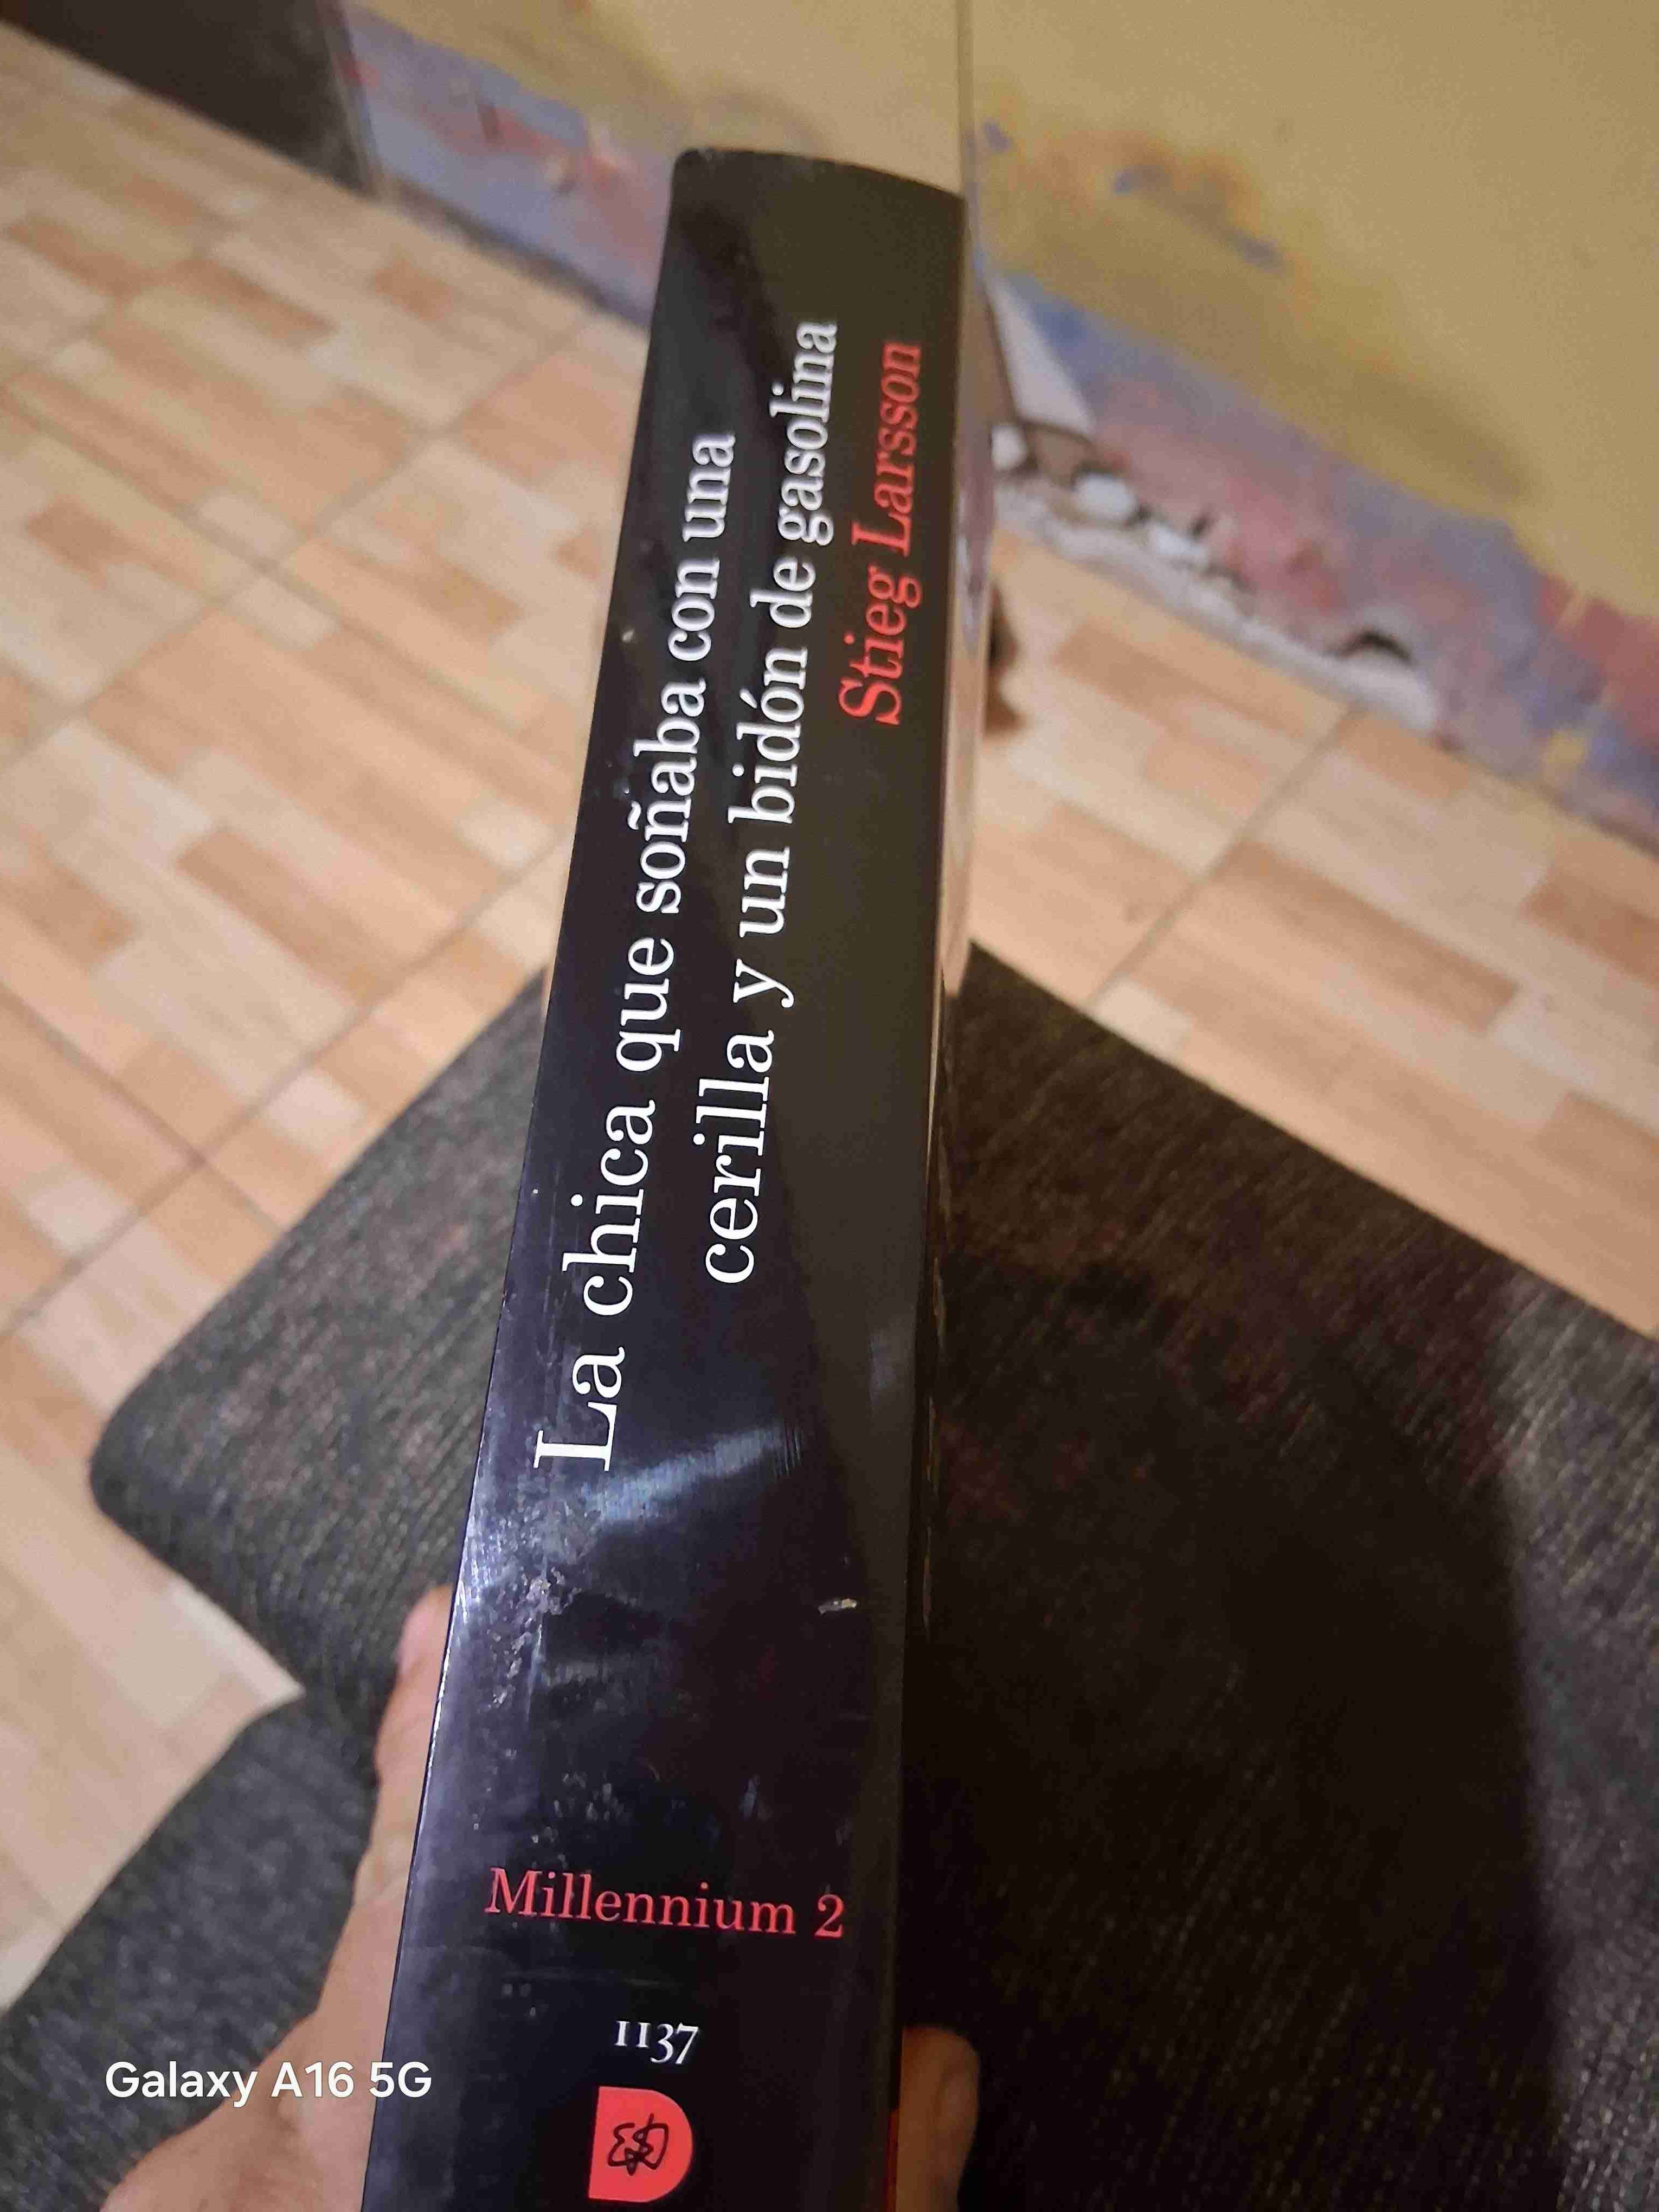 La chica que soñaba con una
cerilla y un bidón de gasolina
Stieg Larsson
Millennium 2
1137
Galaxy A16 5G